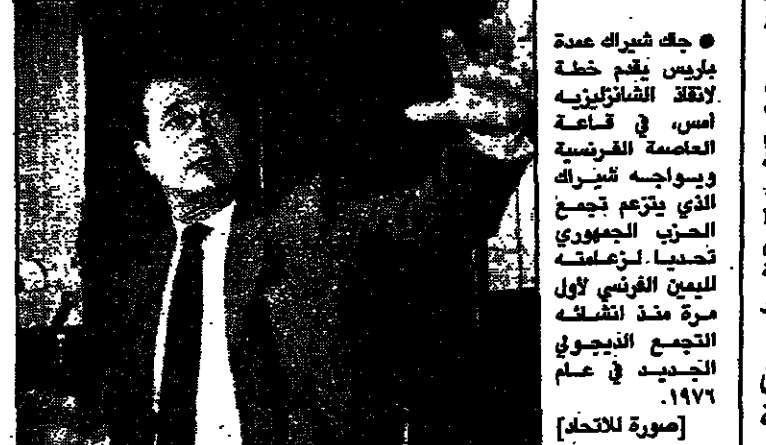 ● جاك شيراك عمدة
باريس يقدم خطة
لانقاذ الشانزليزيه
أمس، في قاعة
العاصمة الفرنسية
ويواجه شيراك
الذي يتزعم تجمع
الحزب الجمهوري
تحديا لزعامته
لليمين الفرنسي لأول
مرة منذ انشائه
التجمع الديجولي
الجديد في عام
١٩٧٦.
[صورة للاتحاد]